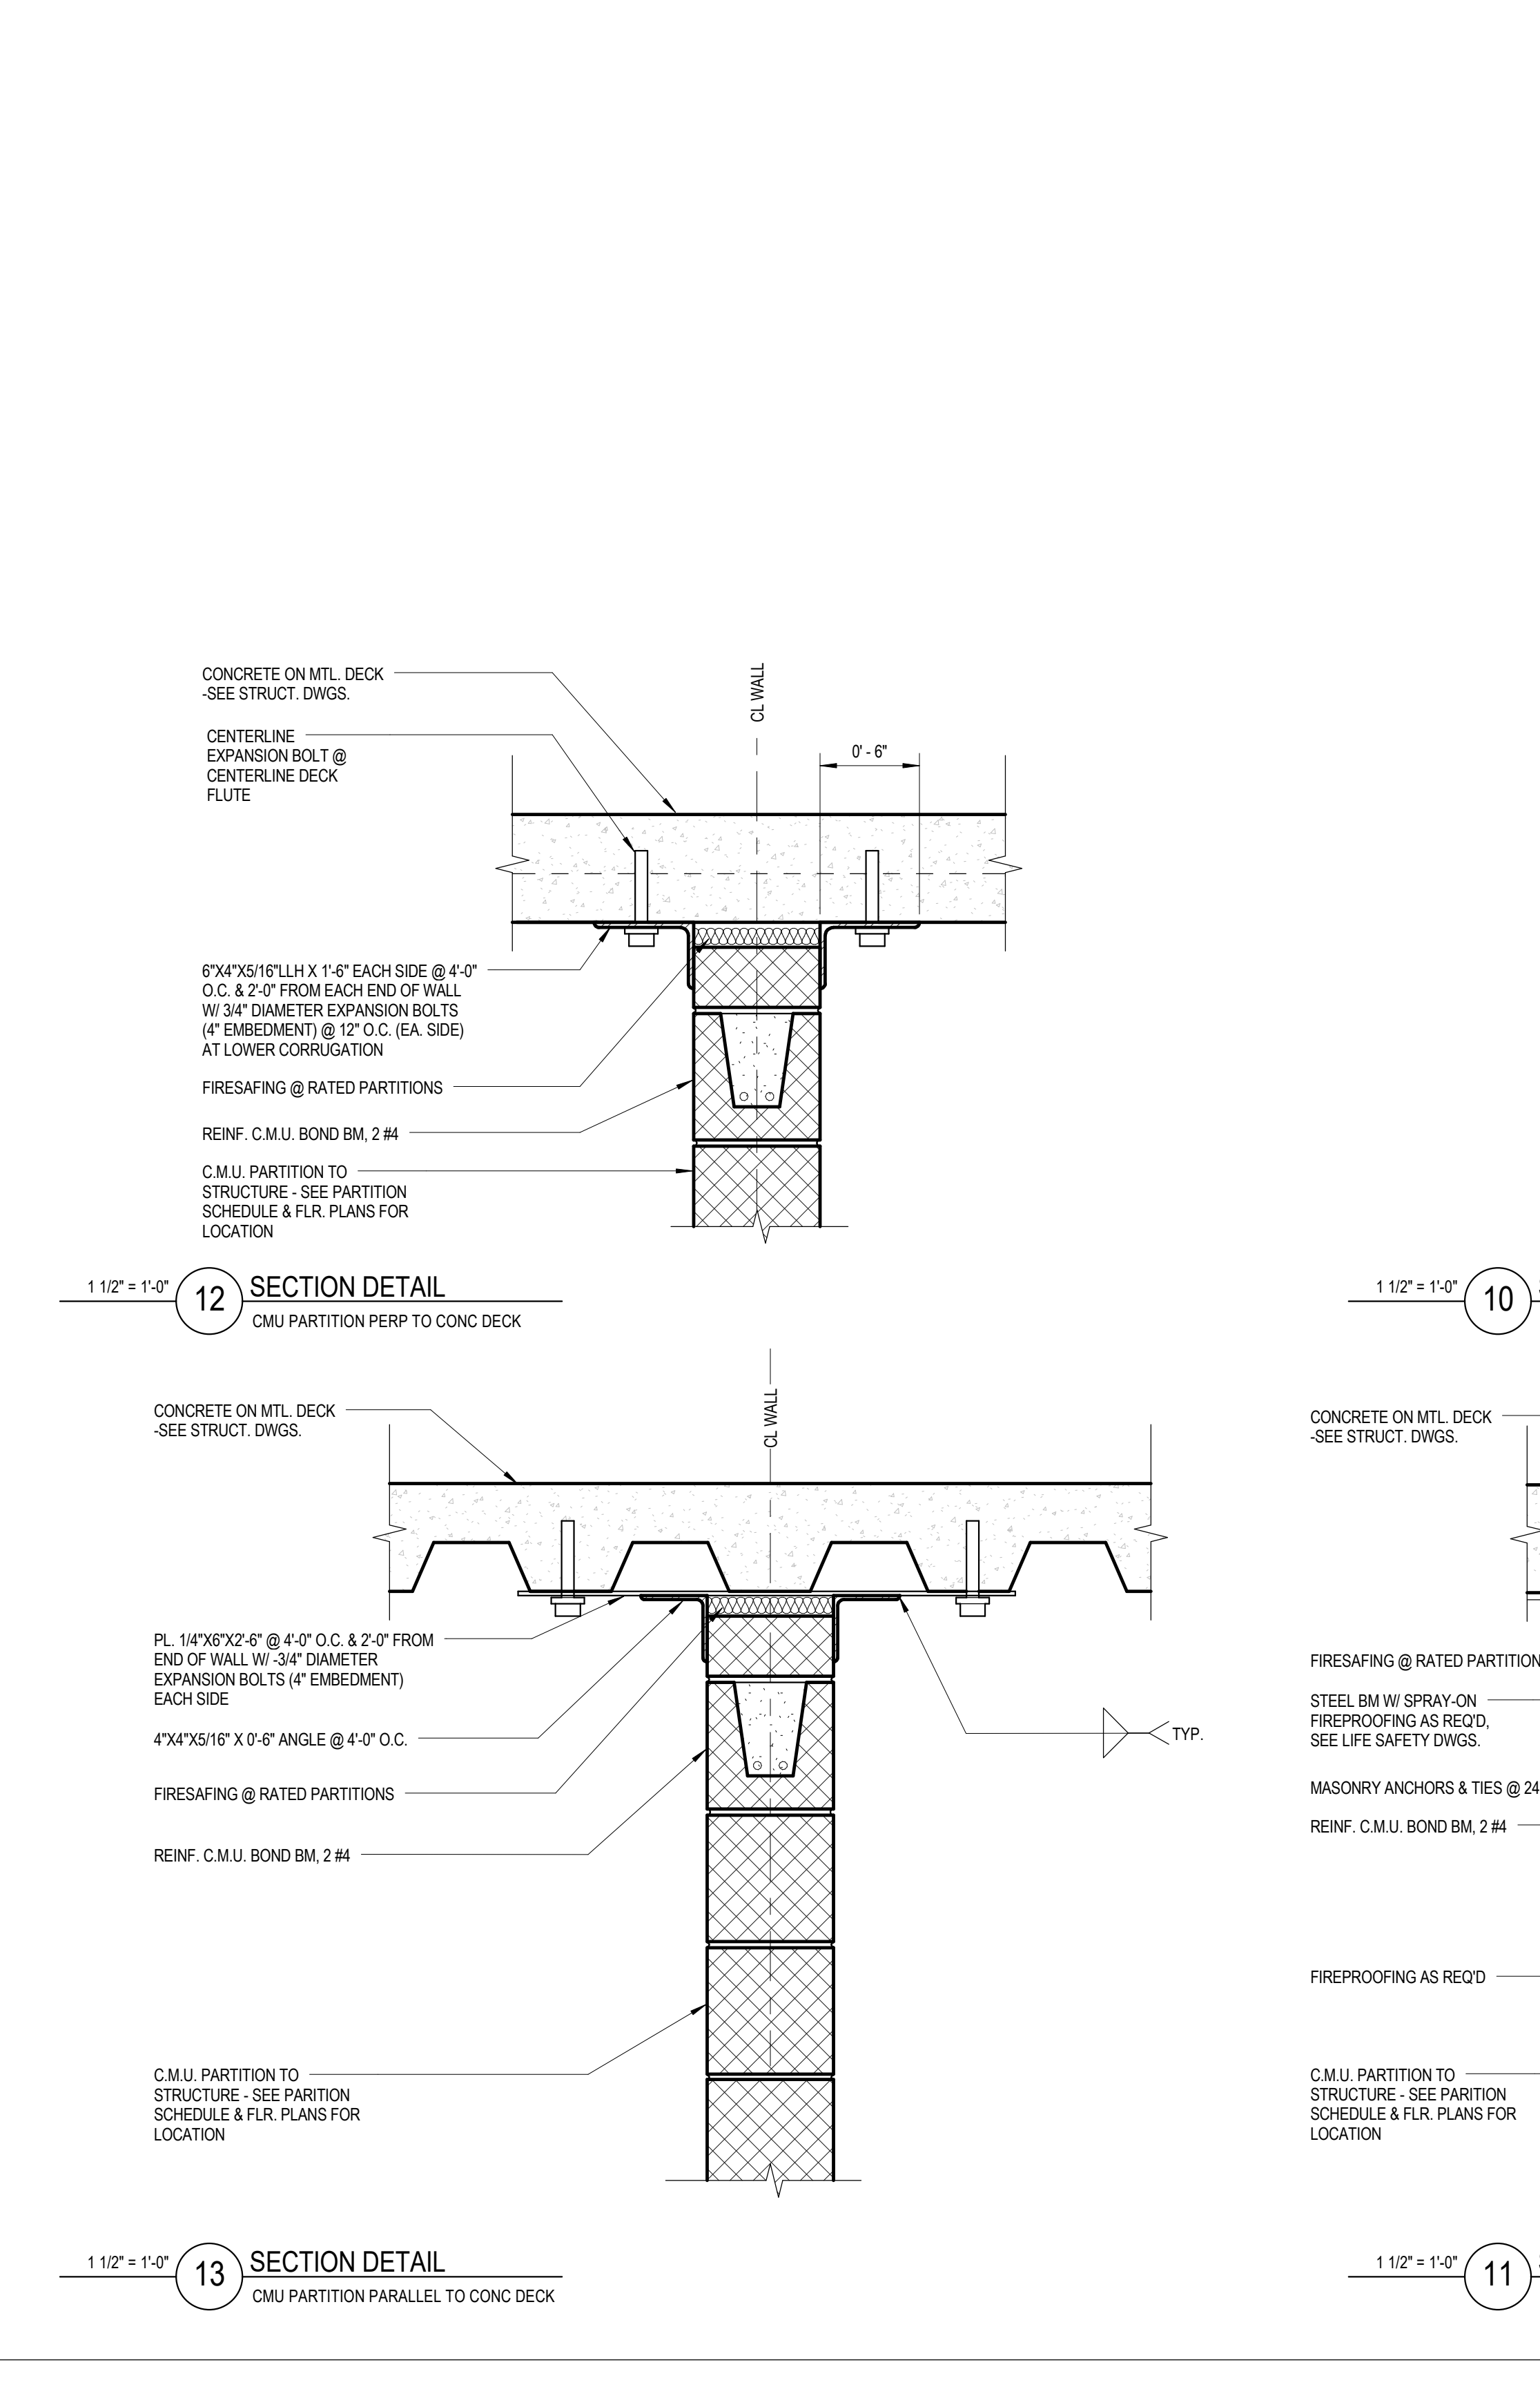 CONCRETE ON MTL. DECK
-SEE STRUCT. DWGS.
CENTERLINE
EXPANSION BOLT @
CENTERLINE DECK
FLUTE
CL WALL
0' - 6"
6"X4"X5/16"LLH X 1'-6" EACH SIDE @ 4'-0"
O.C. & 2'-0" FROM EACH END OF WALL
W/ 3/4" DIAMETER EXPANSION BOLTS
(4" EMBEDMENT) @ 12" O.C. (EA. SIDE)
AT LOWER CORRUGATION
FIRESAFING @ RATED PARTITIONS
REINF. C.M.U. BOND BM, 2 #4
C.M.U. PARTITION TO
STRUCTURE - SEE PARTITION
SCHEDULE & FLR. PLANS FOR
LOCATION
1 1/2" = 1'-0"
12
SECTION DETAIL
CMU PARTITION PERP TO CONC DECK
1 1/2" = 1'-0"
10
CONCRETE ON MTL. DECK
-SEE STRUCT. DWGS.
CL WALL
PL. 1/4"X6"X2'-6" @ 4'-0" O.C. & 2'-0" FROM
END OF WALL W/ -3/4" DIAMETER
EXPANSION BOLTS (4" EMBEDMENT)
EACH SIDE
4"X4"X5/16" X 0'-6" ANGLE @ 4'-0" O.C.
FIRESAFING @ RATED PARTITIONS
REINF. C.M.U. BOND BM, 2 #4
C.M.U. PARTITION TO
STRUCTURE - SEE PARITION
SCHEDULE & FLR. PLANS FOR
LOCATION
TYP.
1 1/2" = 1'-0"
13
SECTION DETAIL
CMU PARTITION PARALLEL TO CONC DECK
CONCRETE ON MTL. DECK
-SEE STRUCT. DWGS.
FIRESAFING @ RATED PARTITION
STEEL BM W/ SPRAY-ON
FIREPROOFING AS REQ'D,
SEE LIFE SAFETY DWGS.
MASONRY ANCHORS & TIES @ 24
REINF. C.M.U. BOND BM, 2 #4
FIREPROOFING AS REQ'D
C.M.U. PARTITION TO
STRUCTURE - SEE PARITION
SCHEDULE & FLR. PLANS FOR
LOCATION
1 1/2" = 1'-0"
11